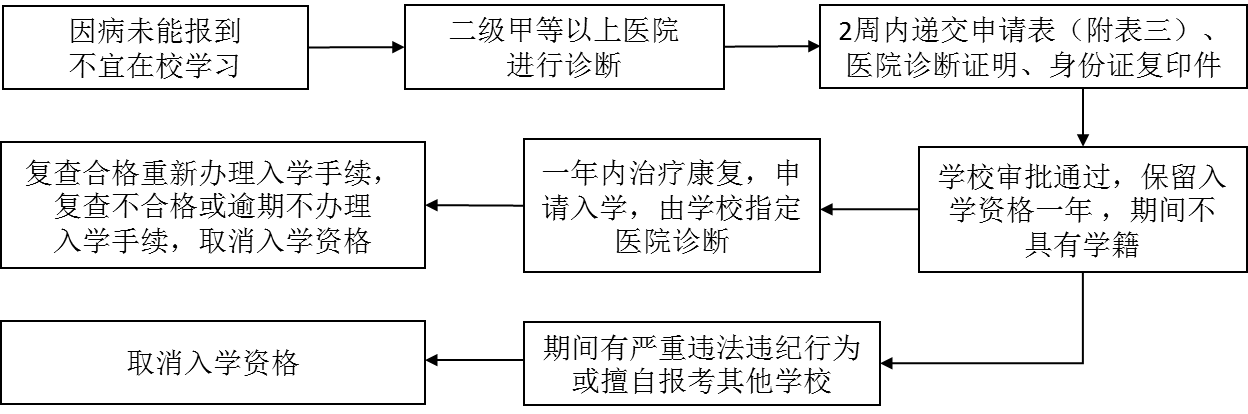 因病未能报到
不宜在校学习
二级甲等以上医院
进行诊断
2周内递交申请表（附表三）、
医院诊断证明、身份证复印件
学校审批通过，保留入
学资格一年 ，期间不
具有学籍
一年内治疗康复，申
请入学，由学校指定
医院诊断
复查合格重新办理入学手续，
复查不合格或逾期不办理
入学手续，取消入学资格
期间有严重违法违纪行为
或擅自报考其他学校
取消入学资格